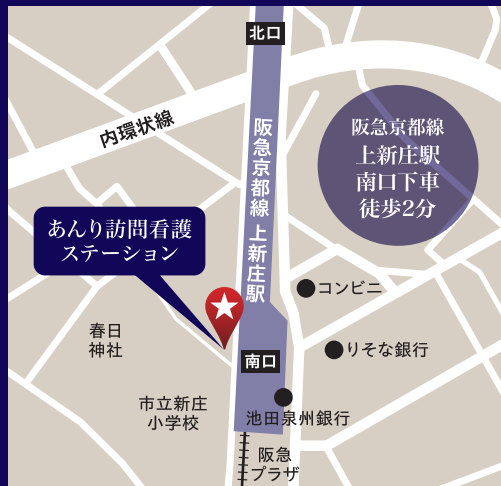 北口
内環状線
阪急京都線 上新庄駅
阪急京都線
上新庄駅
南口下車
徒歩2分
あんり訪問看護
ステーション
コンビニ
春日
神社
りそな銀行
南口
市立新庄
小学校
池田泉州銀行
阪急
プラザ